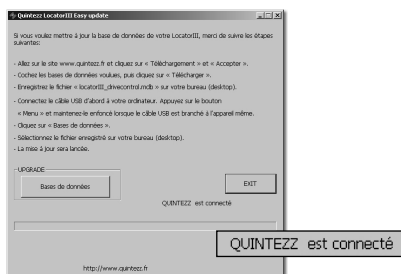 Quintezz LocatorIII Easy update
Si vous voulez mettre à jour la base de données de votre LocatorIII, merci de suivre les étapes
suivantes:
- Allez sur le site www.quintezz.fr et cliquez sur « Téléchargement » et « Accepter ».
- Cochez les bases de données voulues, puis cliquez sur « Télécharger ».
- Enregistrez le fichier « locatorIII_drivecontrol.mdb » sur votre bureau (desktop).
- Connectez le câble USB d'abord à votre ordinateur. Appuyez sur le bouton
« Menu » et maintenez-le enfoncé lorsque le câble USB est branché à l'appareil même.
- Cliquez sur « Bases de données ».
- Sélectionnez le fichier enregistré sur votre bureau (desktop).
- La mise à jour sera lancée.
UPGRADE
Bases de données
EXIT
QUINTEZZ est connecté
QUINTEZZ est connecté
http://www.quintezz.fr